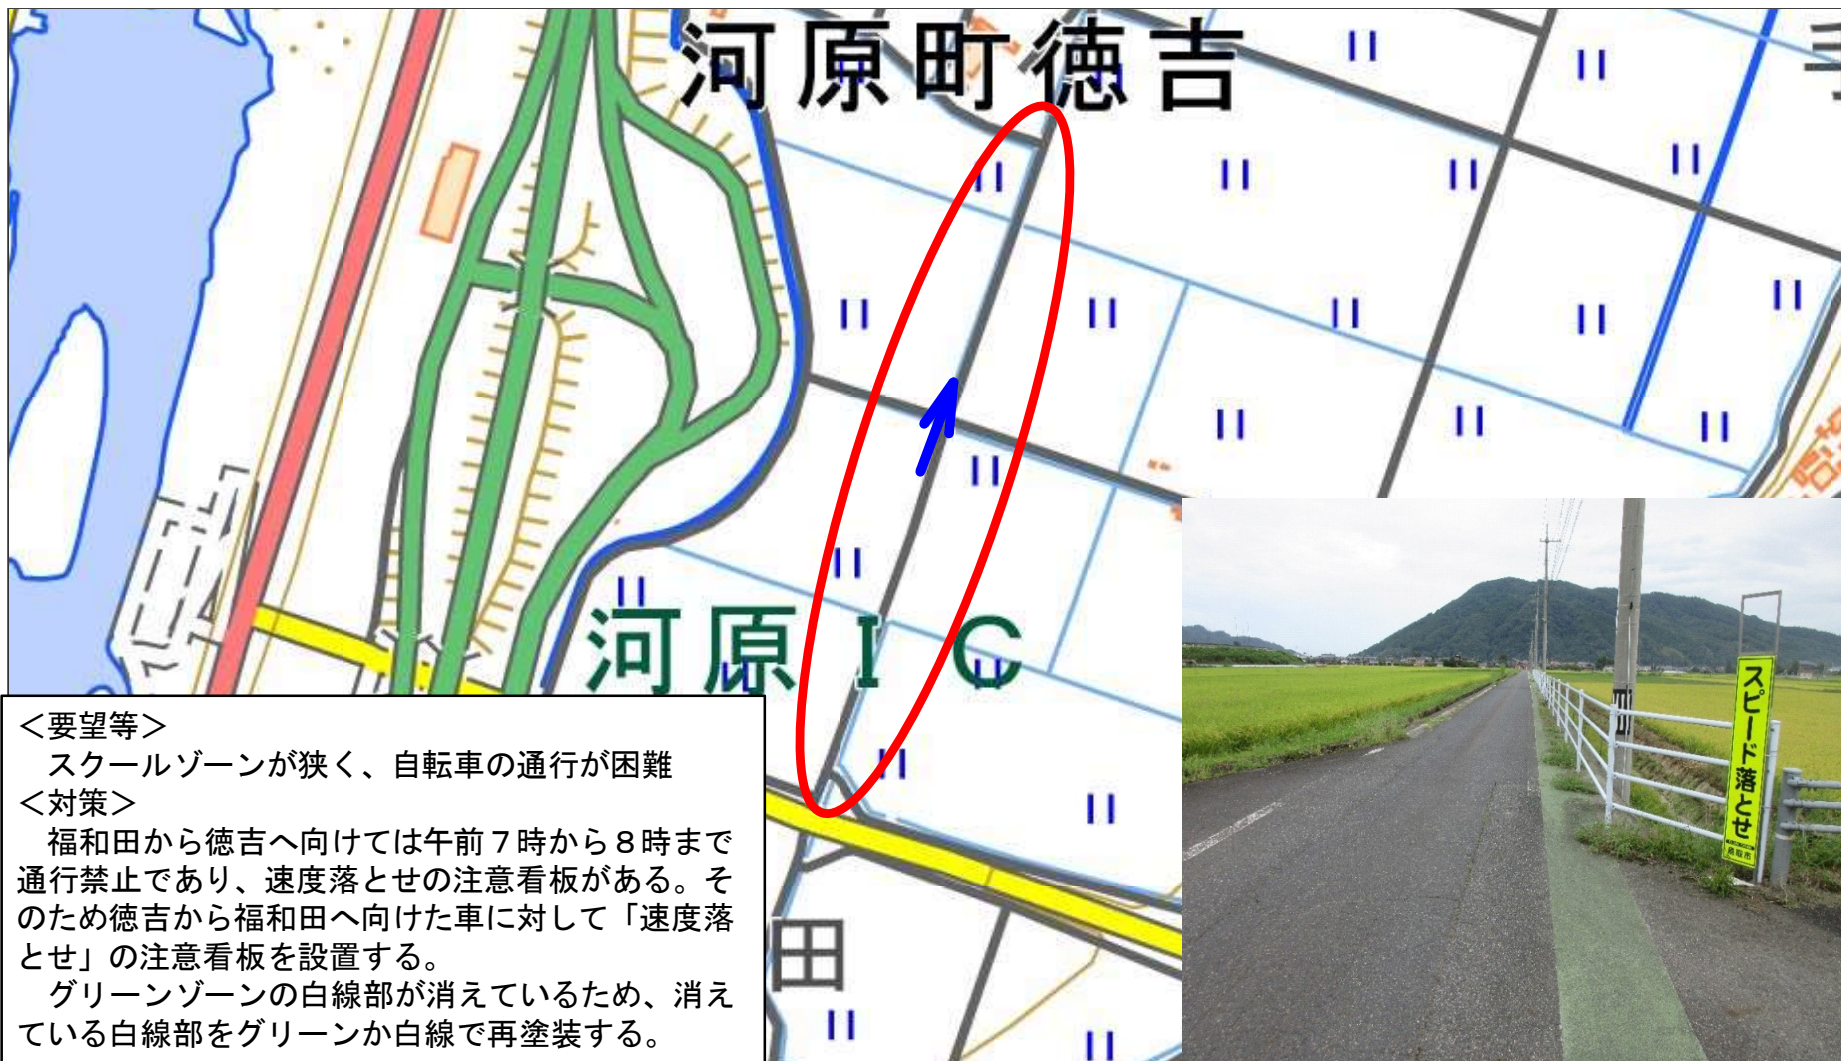 河原町徳吉
河原ＩＣ
田
＜要望等＞
　スクールゾーンが狭く、自転車の通行が困難
＜対策＞
　福和田から徳吉へ向けては午前７時から８時まで
通行禁止であり、速度落とせの注意看板がある。そ
のため徳吉から福和田へ向けた車に対して「速度落
とせ」の注意看板を設置する。
　グリーンゾーンの白線部が消えているため、消え
ている白線部をグリーンか白線で再塗装する。
スピード落とせ
鳥取市